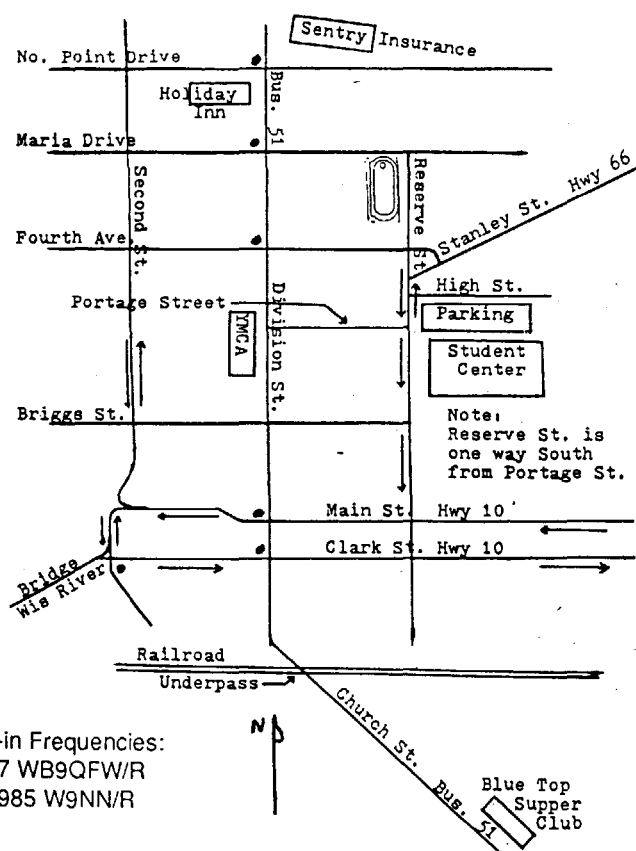 Sentry Insurance
No. Point Drive
Bus. 51
Holiday
Inn
Maria Drive
Second St.
Reserve St.
Stanley St. Hwy 66
Fourth Ave.
High St.
Portage Street
Parking
YMCA
Division St.
Student
Center
Briggs St.
Note:
Reserve St. is
one way South
from Portage St.
Main St. Hwy 10
Clark St. Hwy 10
Bridge
Wis River
Railroad
Underpass
Church St. Bus. 51
N
-in Frequencies:
7 WB9QFW/R
985 W9NN/R
Blue Top
Supper
Club